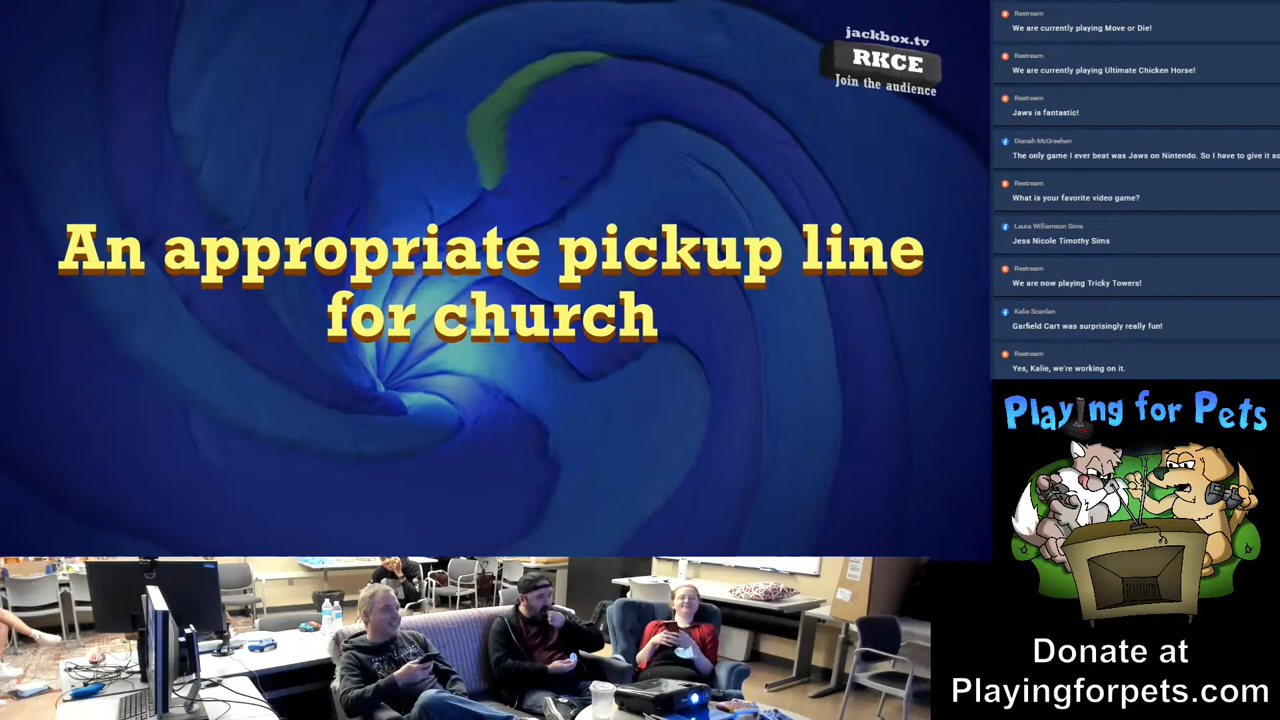 jackbox.tv
RKCE
Join the audience
An appropriate pickup line
for church
Restream
We are currently playing Move or Die!
Restream
We are currently playing Ultimate Chicken Horse!
Restream
Jaws is fantastic!
Dianah McGreehan
The only game I ever beat was Jaws on Nintendo. So I have to give it so
Restream
What is your favorite video game?
Laura Williamson Sims
Jess Nicole Timothy Sims
Restream
We are now playing Tricky Towers!
Kalie Scanlan
Garfield Cart was surprisingly really fun!
Restream
Yes, Kalie, we're working on it.
Playing for Pets
Donate at
Playingforpets.com